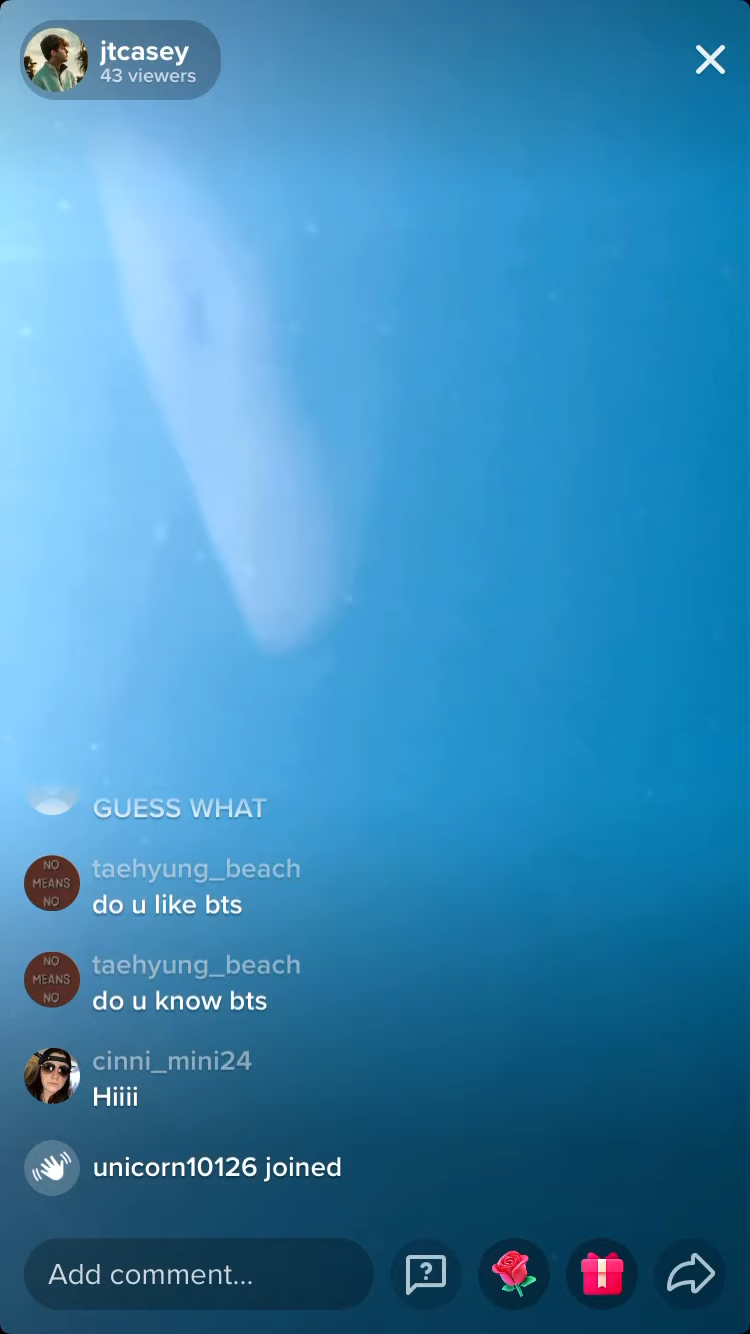 jtcasey
43 viewers
GUESS WHAT
NO
MEANS
NO
taehyung_beach
do u like bts
NO
MEANS
NO
taehyung_beach
do u know bts
cinni_mini24
Hiiii
unicorn10126 joined
Add comment...
?